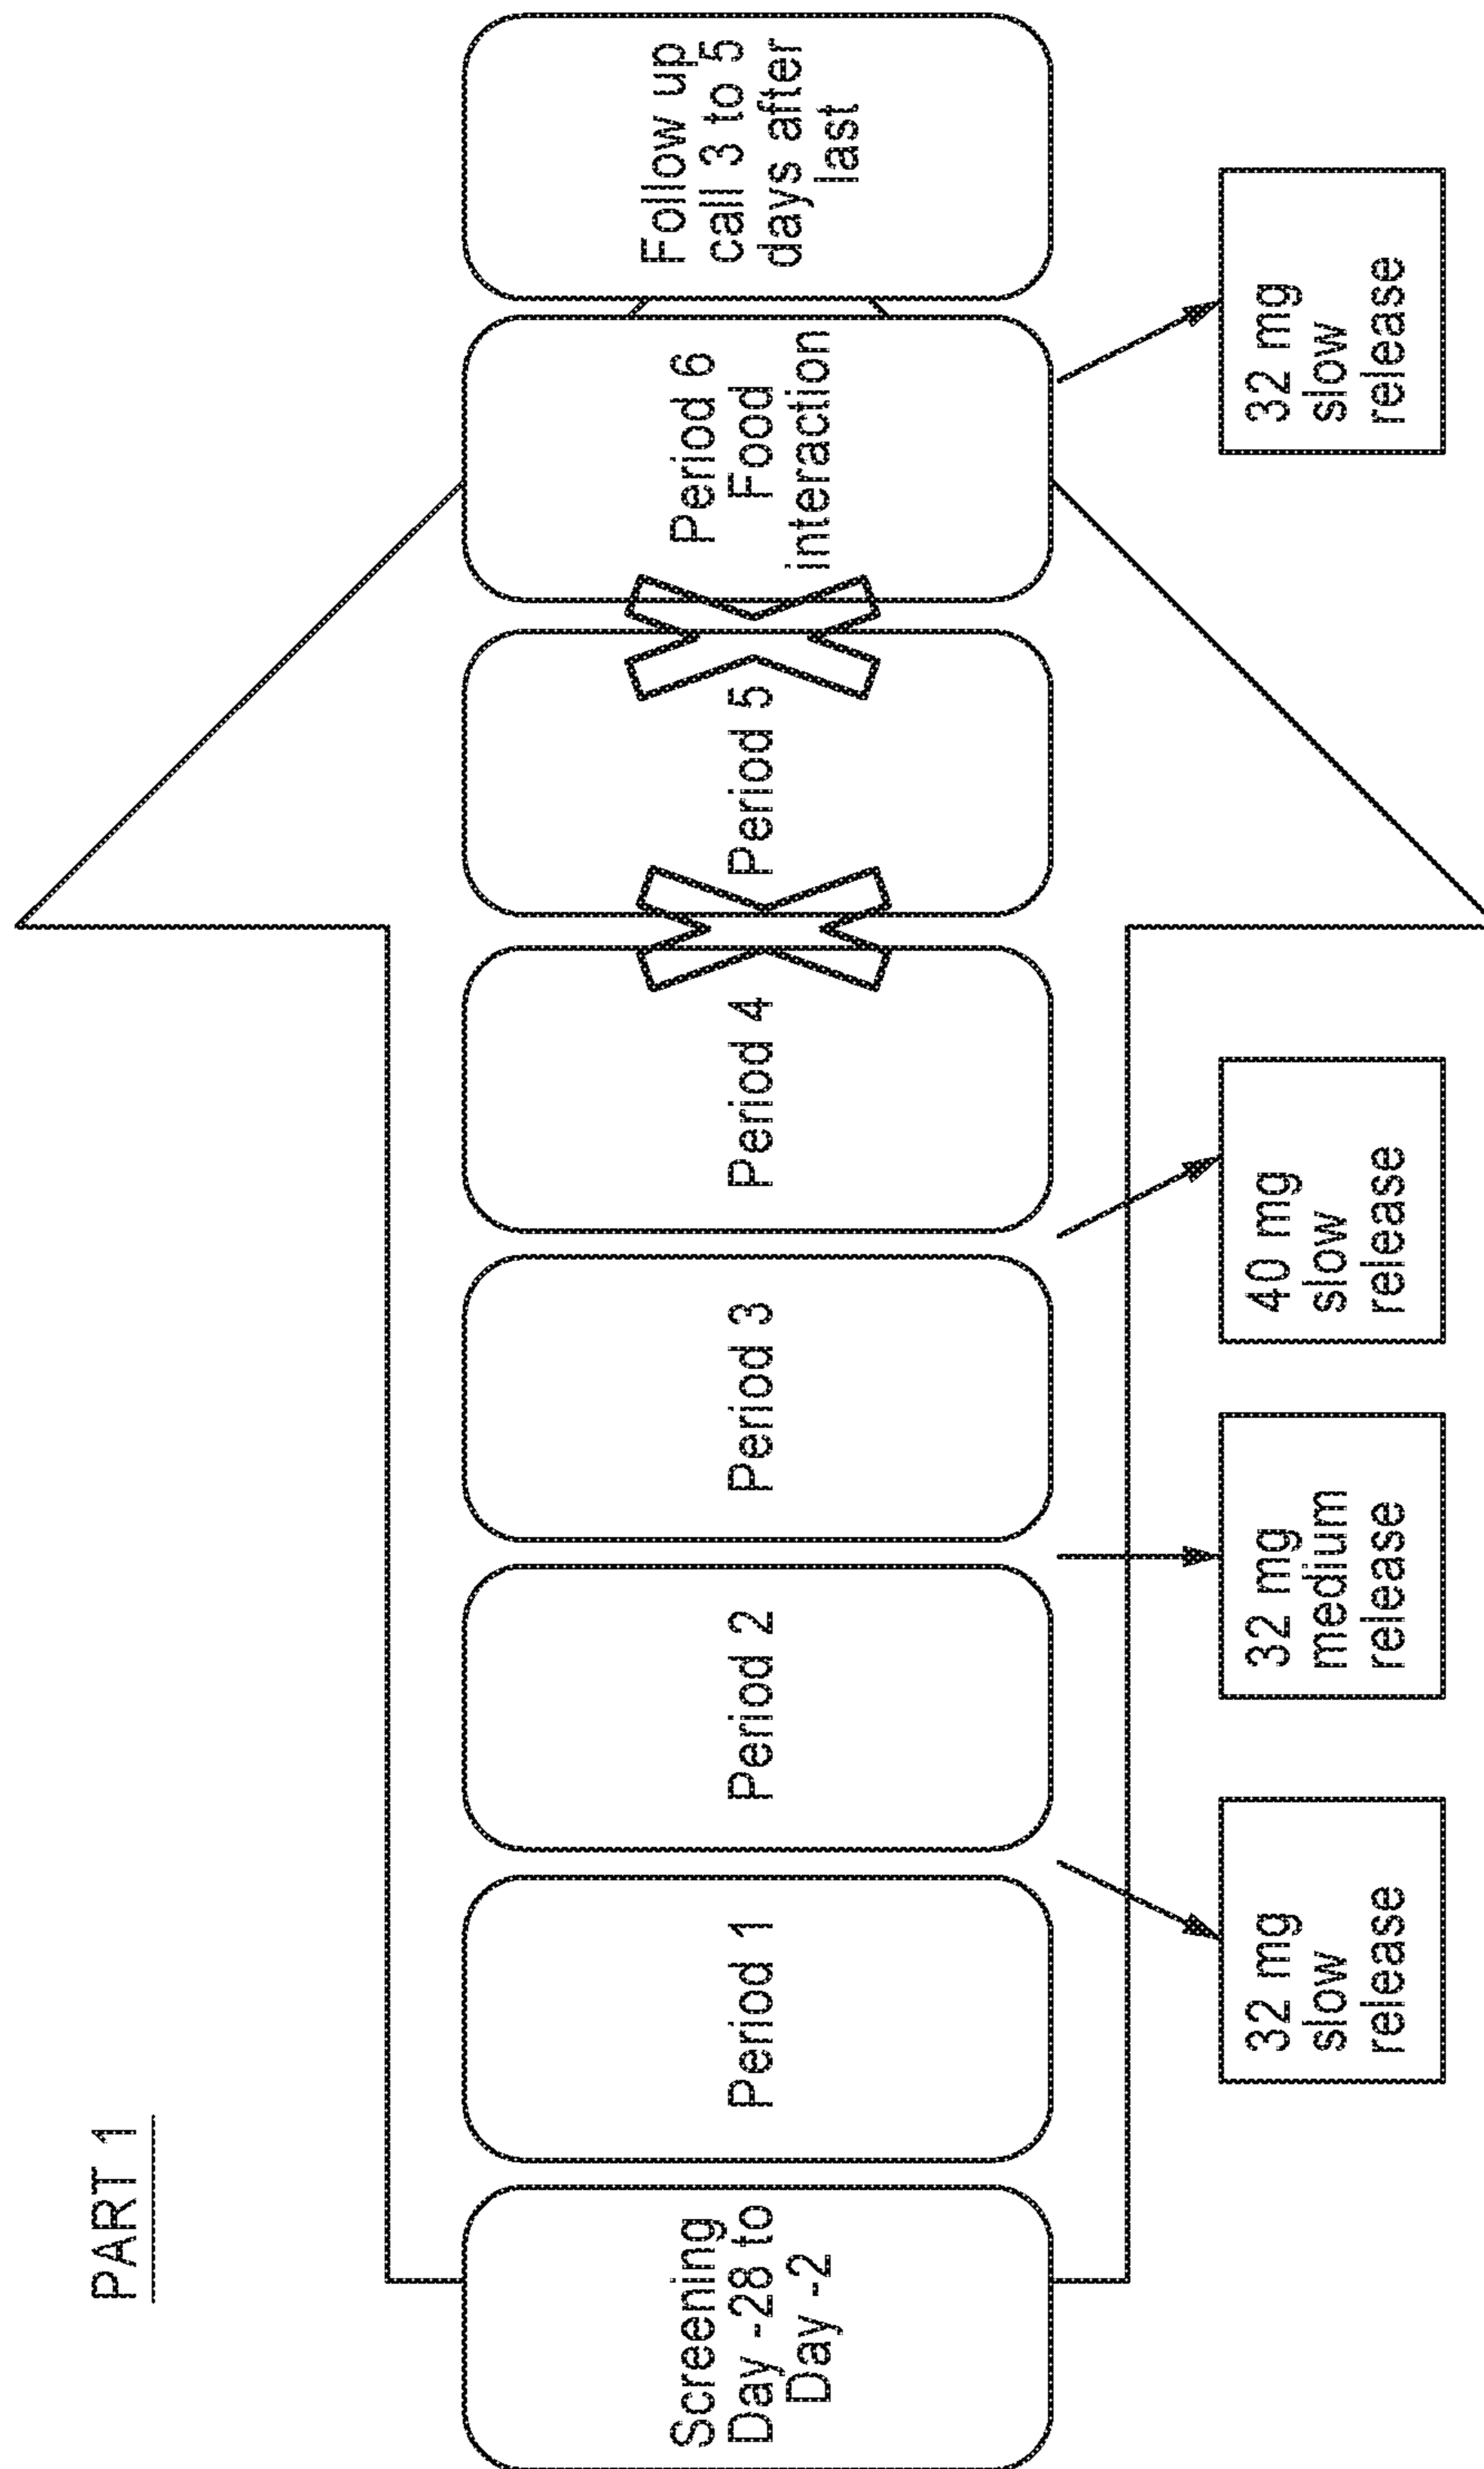 PART 1
Screening
Day -28 to
Day -2
Period 1
Period 2
Period 3
Period 4
Period 5
Period 6
Food
interaction
Follow up
call 3 to 5
days after
last
32 mg
slow
release
32 mg
medium
release
40 mg
slow
release
32 mg
slow
release